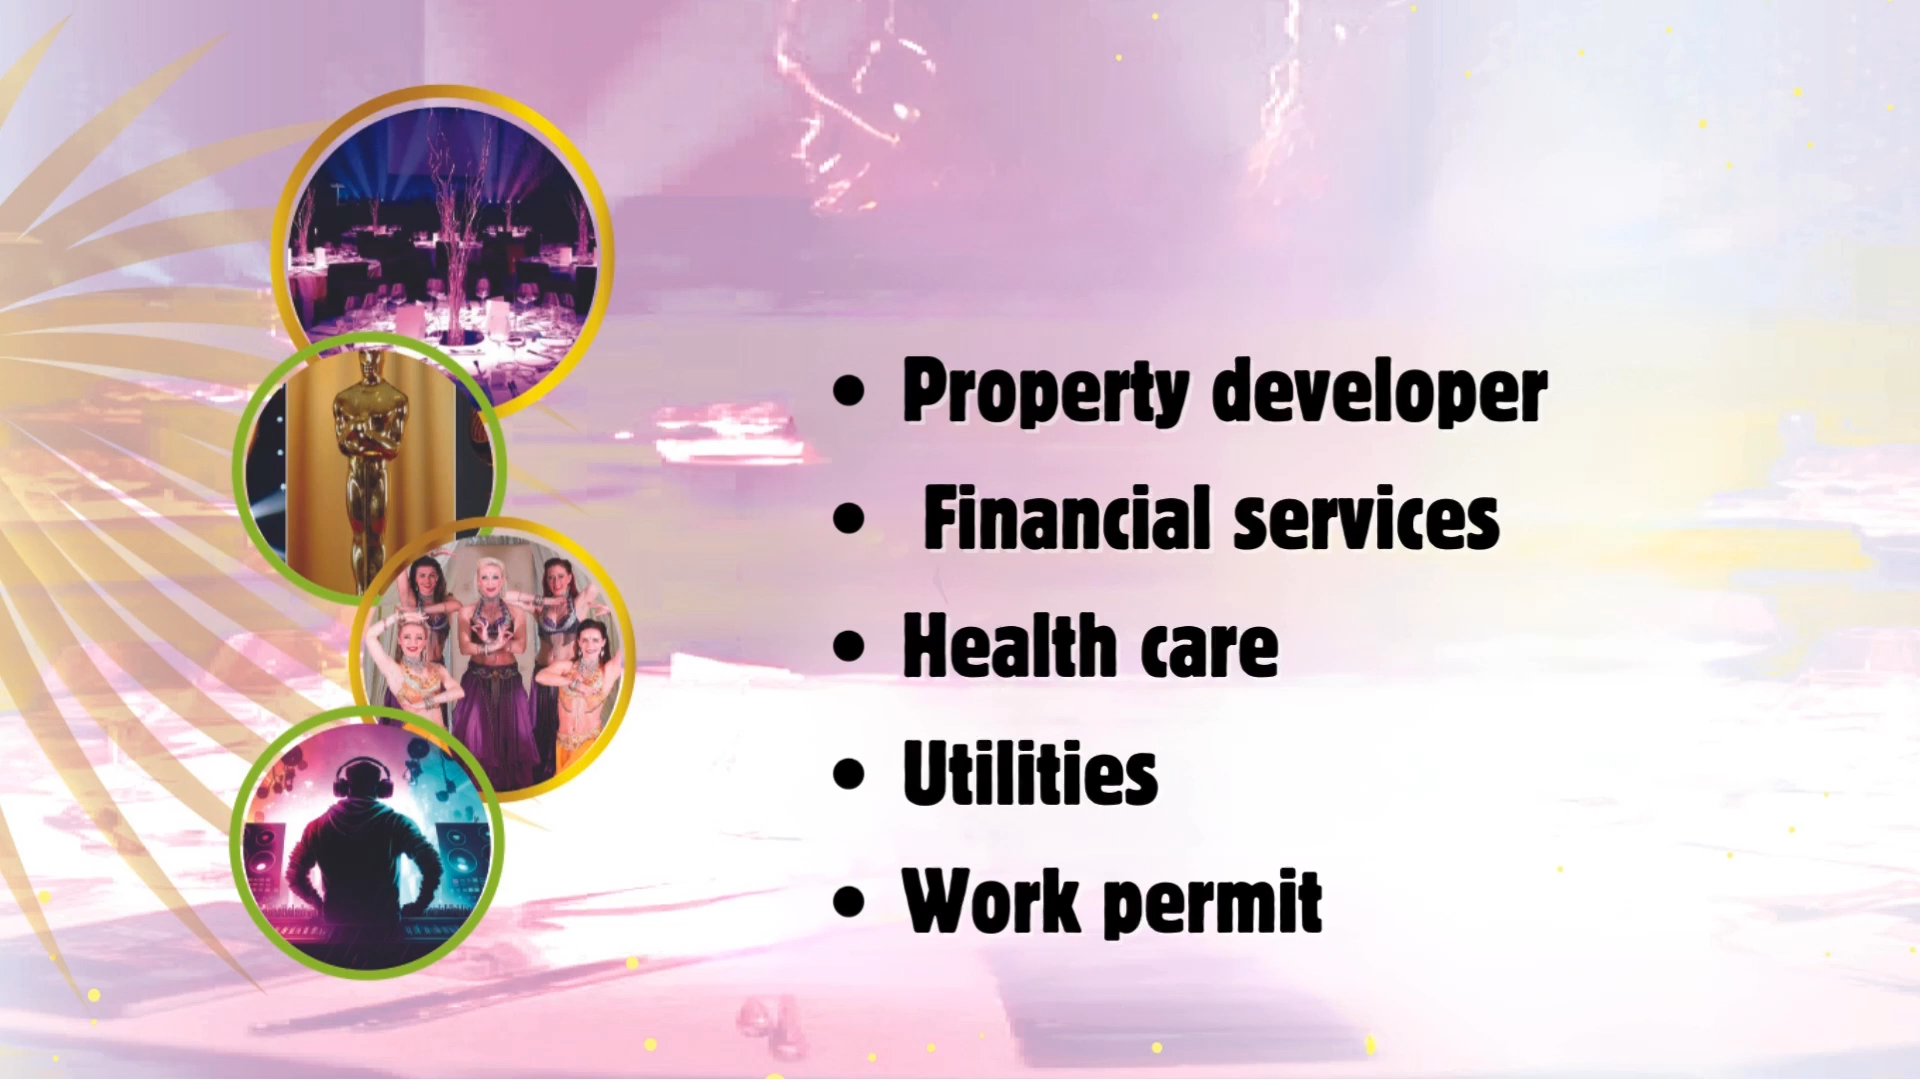 • Property developer
• Financial services
• Health care
• Utilities
• Work permit